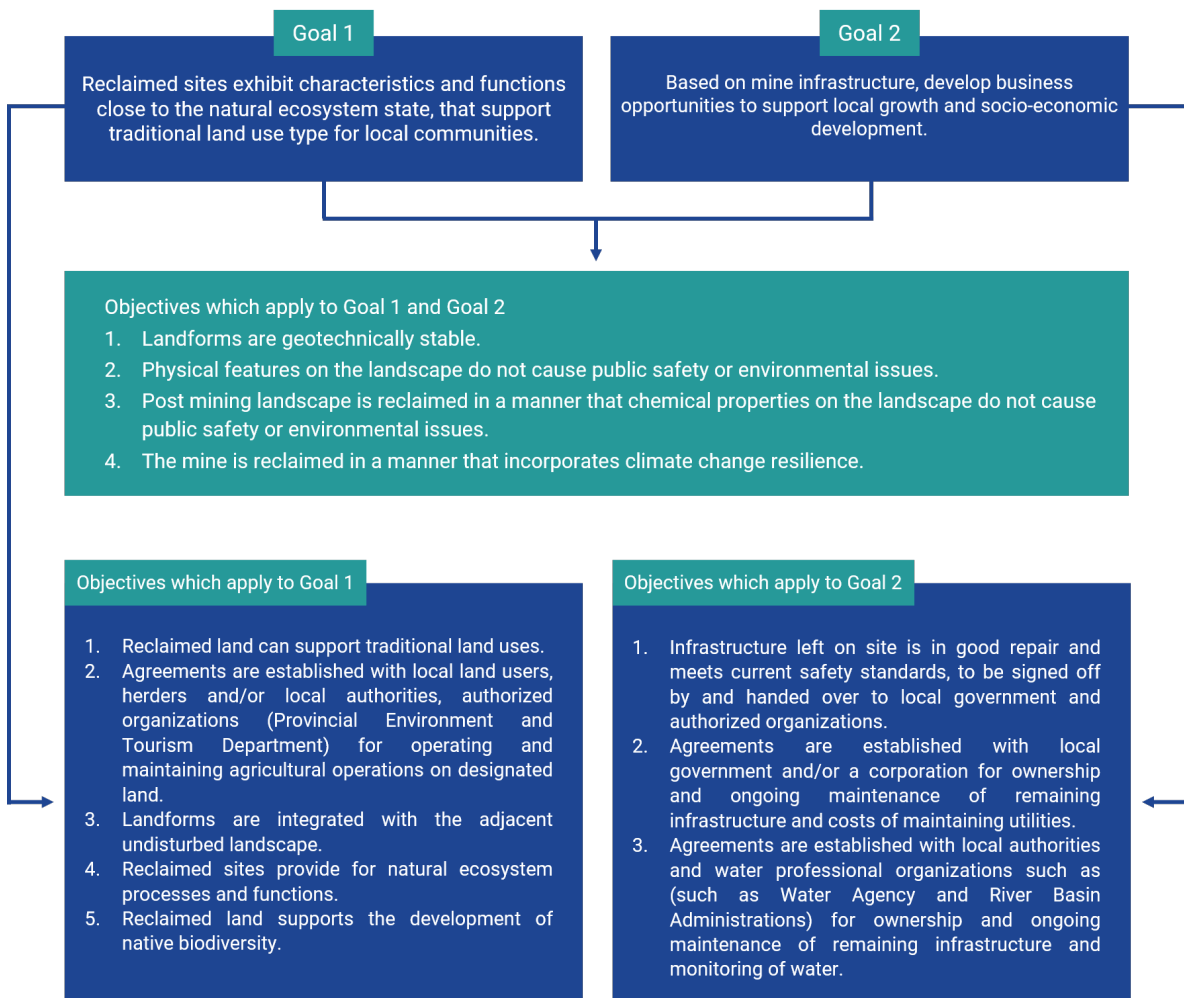 Goal 1
Reclaimed sites exhibit characteristics and functions
close to the natural ecosystem state, that support
traditional land use type for local communities.
Goal 2
Based on mine infrastructure, develop business
opportunities to support local growth and socio-economic
development.
Objectives which apply to Goal 1 and Goal 2
1. Landforms are geotechnically stable.
2. Physical features on the landscape do not cause public safety or environmental issues.
3. Post mining landscape is reclaimed in a manner that chemical properties on the landscape do not cause
public safety or environmental issues.
4. The mine is reclaimed in a manner that incorporates climate change resilience.
Objectives which apply to Goal 1
1. Reclaimed land can support traditional land uses.
2. Agreements are established with local land users,
herders and/or local authorities, authorized
organizations (Provincial Environment and
Tourism Department) for operating and
maintaining agricultural operations on designated
land.
3. Landforms are integrated with the adjacent
undisturbed landscape.
4. Reclaimed sites provide for natural ecosystem
processes and functions.
5. Reclaimed land supports the development of
native biodiversity.
Objectives which apply to Goal 2
1. Infrastructure left on site is in good repair and
meets current safety standards, to be signed off
by and handed over to local government and
authorized organizations.
2. Agreements are established with local
government and/or a corporation for ownership
and ongoing maintenance of remaining
infrastructure and costs of maintaining utilities.
3. Agreements are established with local authorities
and water professional organizations such as
(such as Water Agency and River Basin
Administrations) for ownership and ongoing
maintenance of remaining infrastructure and
monitoring of water.